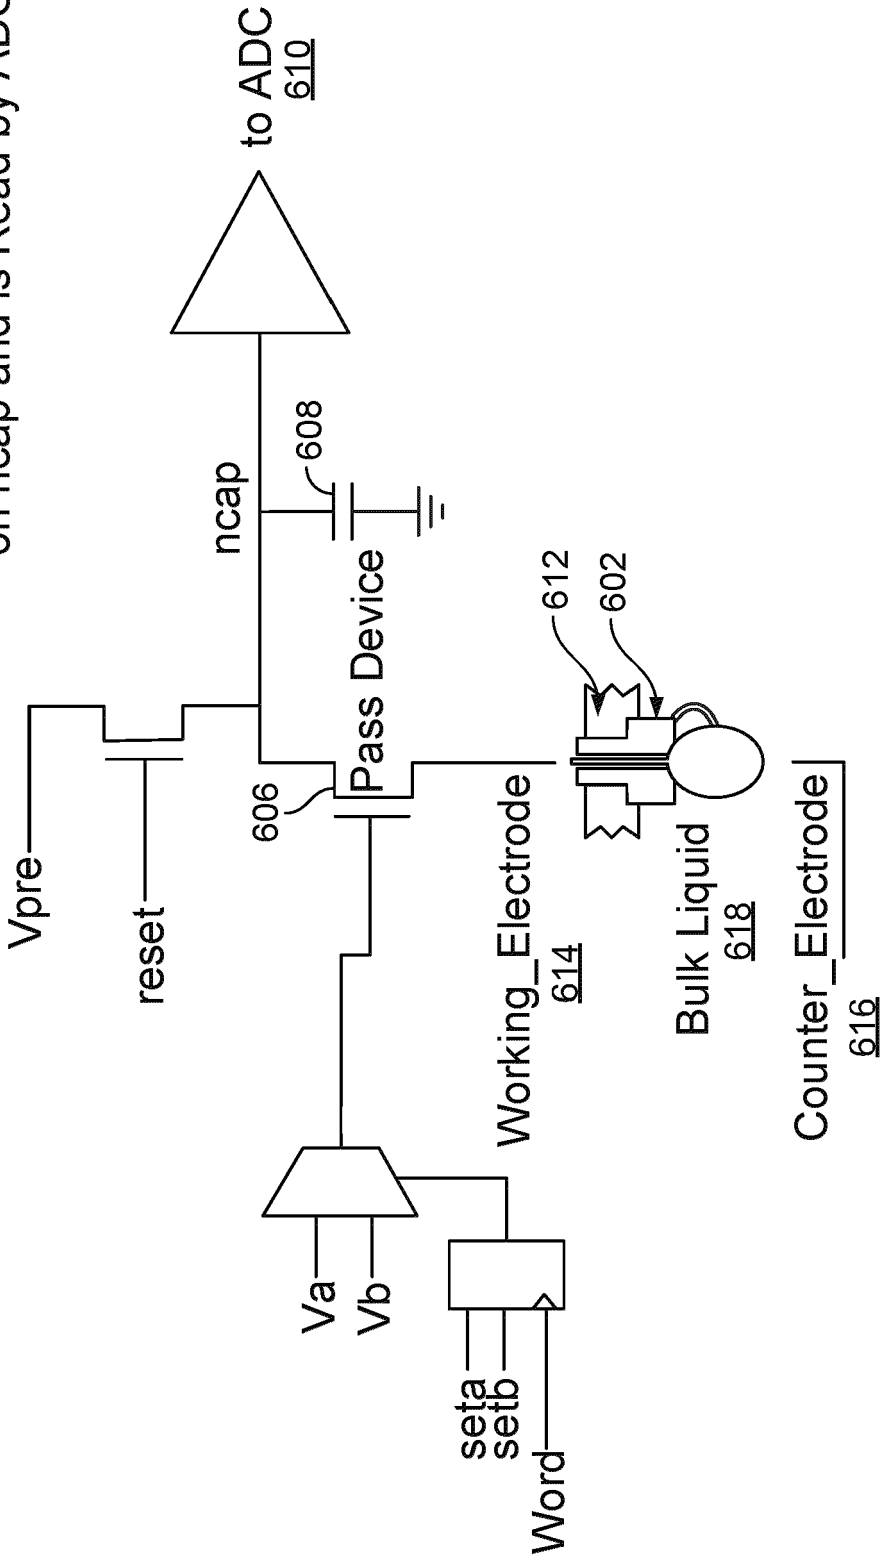 on ncap and is Read by ADC
Vpre
reset
ncap
to ADC
610
608
606
Pass Device
Va
Vb
seta
setb
Word
Working_Electrode
614
612
602
Bulk Liquid
618
Counter_Electrode
616